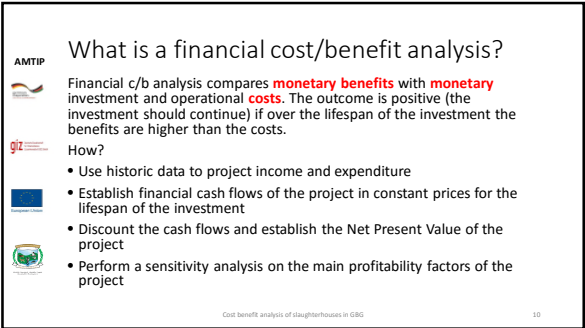 What is a financial cost/benefit analysis?
AMTIP
Financial c/b analysis compares monetary benefits with monetary
investment and operational costs. The outcome is positive (the
investment should continue) if over the lifespan of the investment the
benefits are higher than the costs.
How?
• Use historic data to project income and expenditure
• Establish financial cash flows of the project in constant prices for the
lifespan of the investment
• Discount the cash flows and establish the Net Present Value of the
project
• Perform a sensitivity analysis on the main profitability factors of the
project
giz
European Union
Cost benefit analysis of slaughterhouses in GBG
10